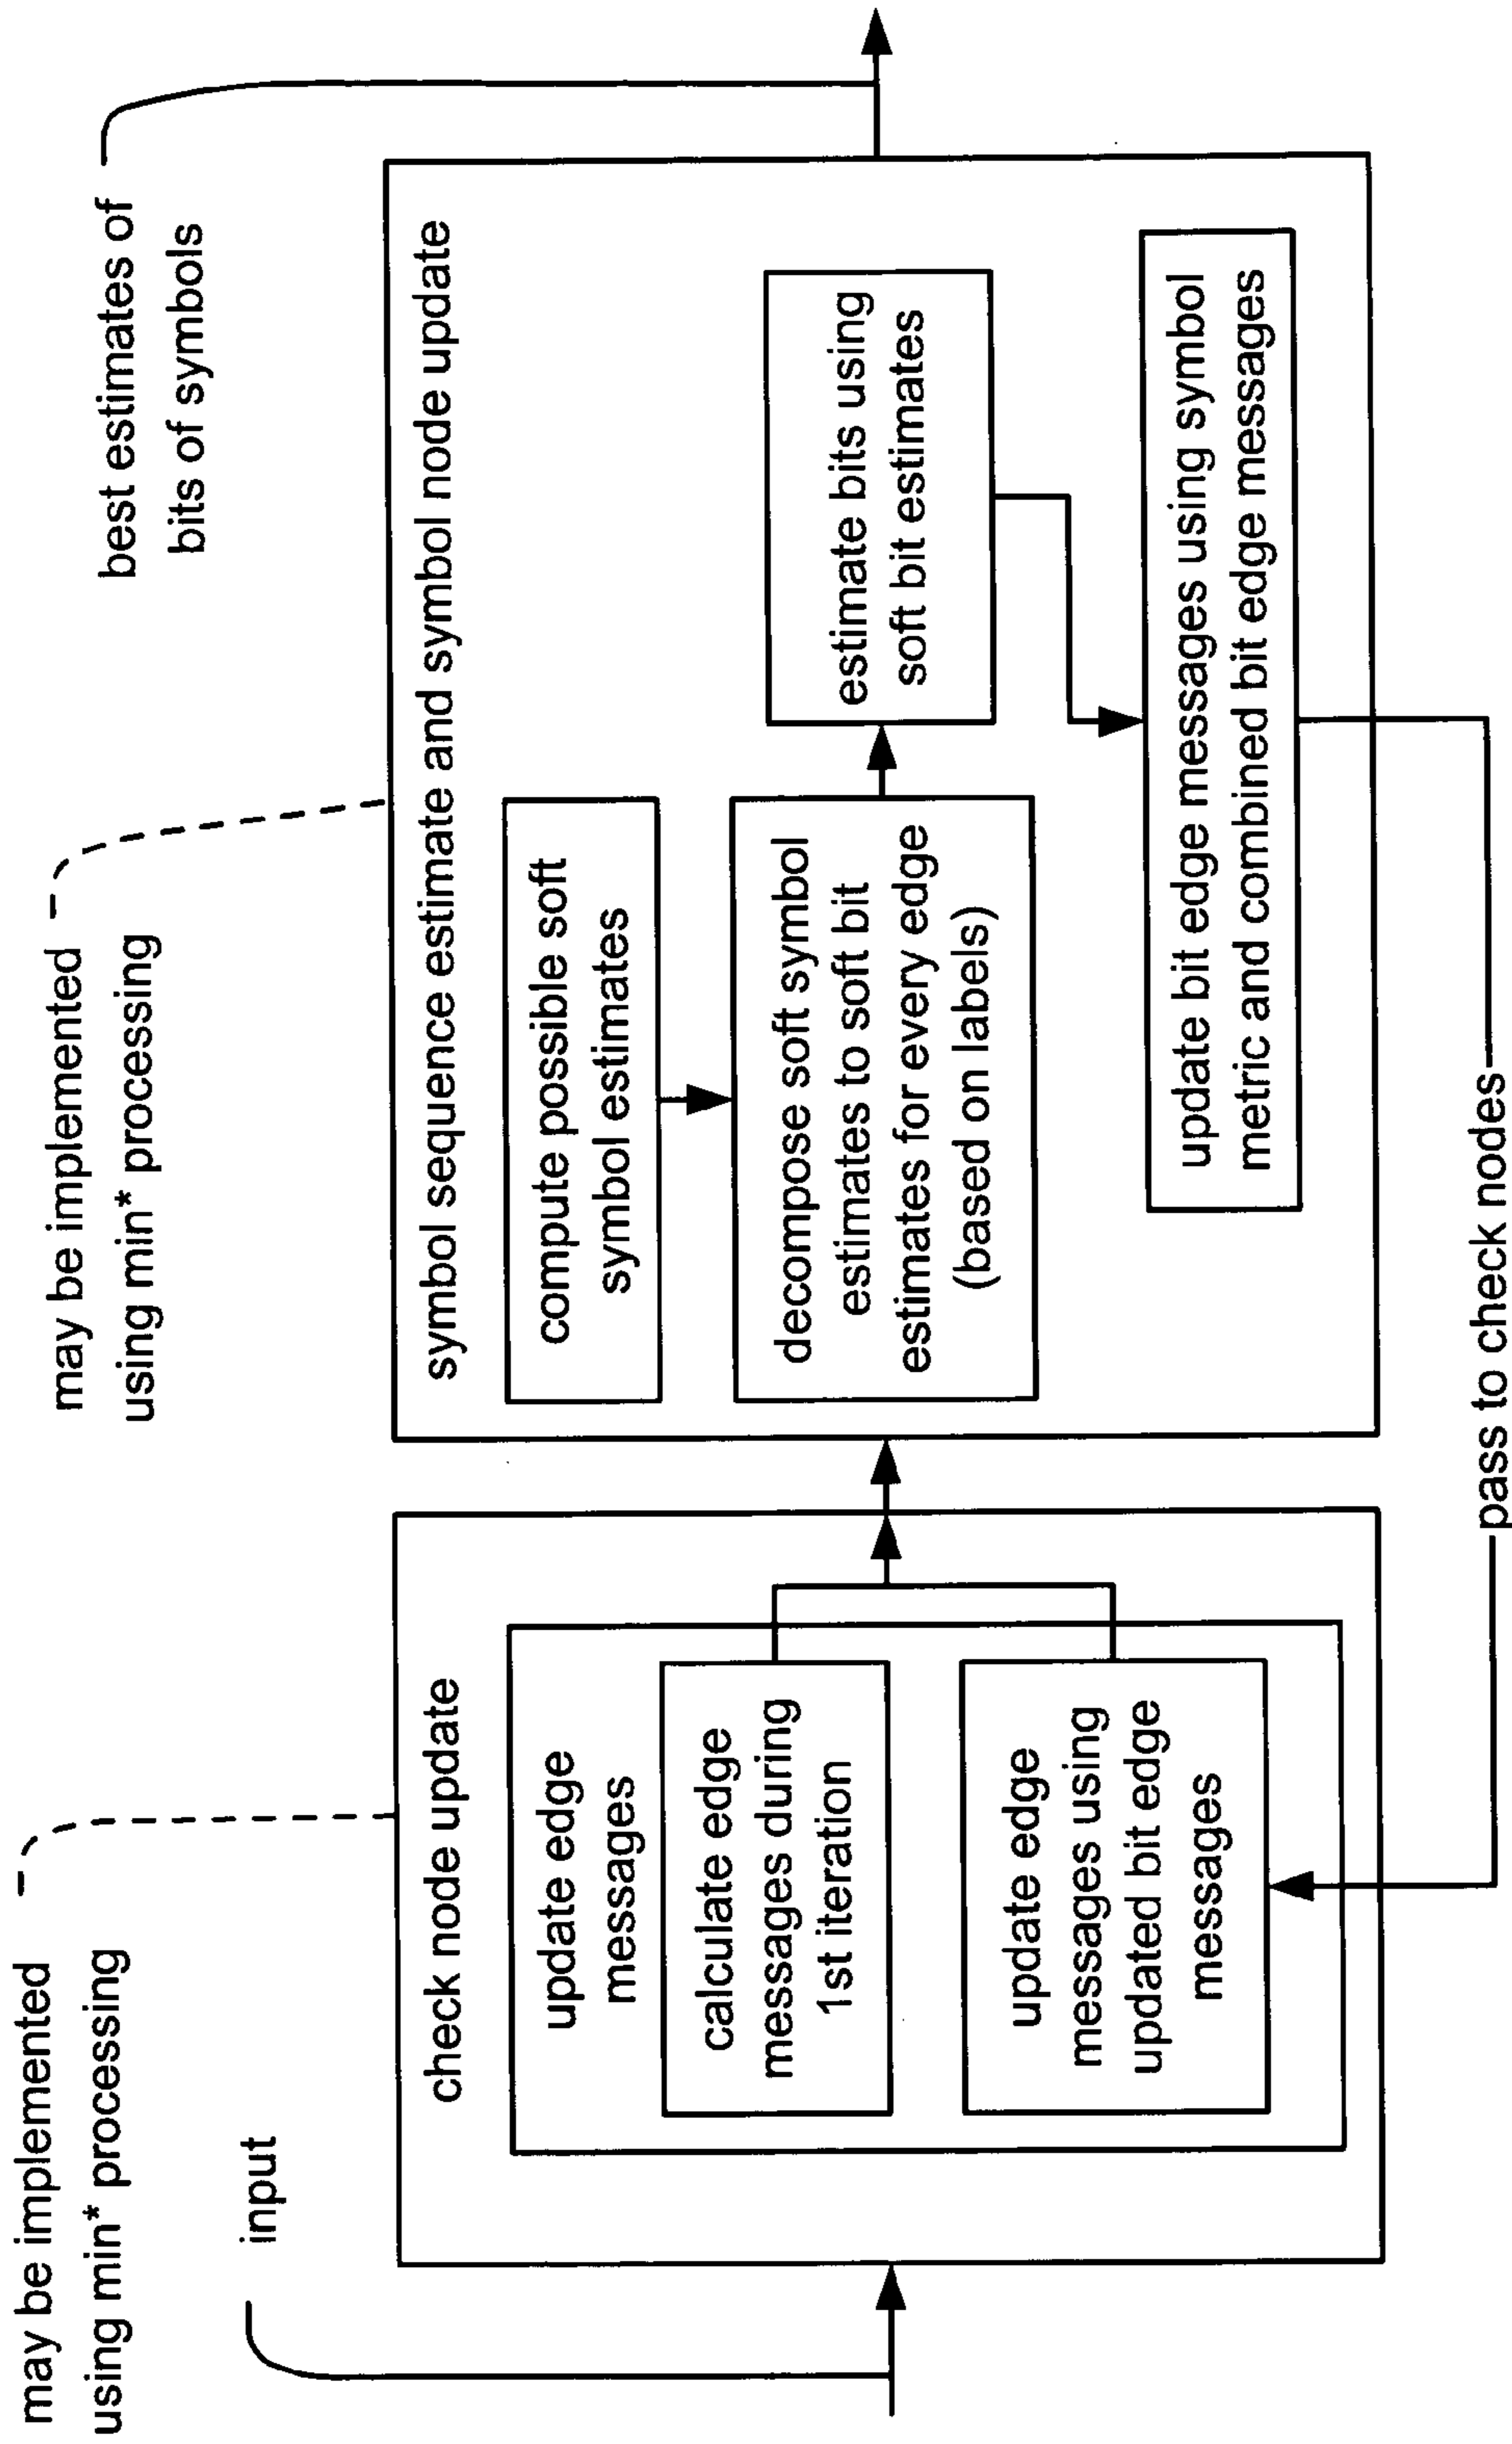 may be implemented
using min* processing
input
check node update
update edge
messages
calculate edge
messages during
1st iteration
update edge
messages using
updated bit edge
messages
may be implemented
using min* processing
symbol sequence estimate and symbol node update
compute possible soft
symbol estimates
decompose soft symbol
estimates to soft bit
estimates for every edge
(based on labels)
estimate bits using
soft bit estimates
update bit edge messages using symbol
metric and combined bit edge messages
best estimates of
bits of symbols
pass to check nodes